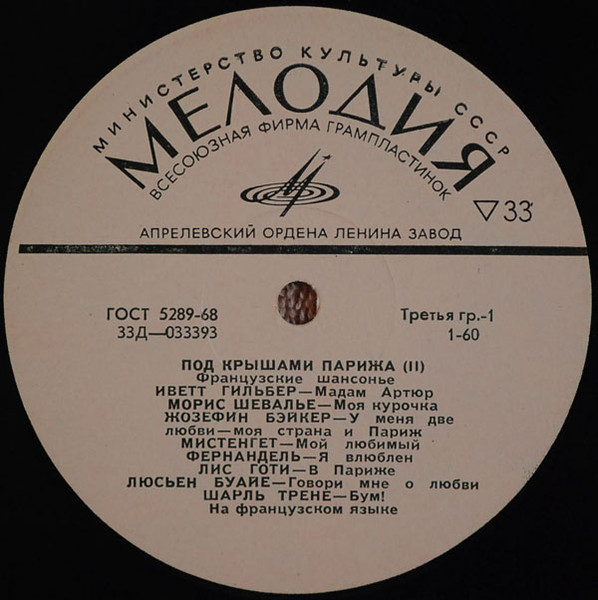 МИНИСТЕРСТВО КУЛЬТУРЫ СССР
МЕЛОДИЯ
ВСЕСОЮЗНАЯ ФИРМА ГРАМПЛАСТИНОК
▽33
АПРЕЛЕВСКИЙ ОРДЕНА ЛЕНИНА ЗАВОД
ГОСТ 5289-68 Третья гр.-1
33Д—033393 1-60
ПОД КРЫШАМИ ПАРИЖА (II)
Французские шансонье
ИВЕТТ ГИЛЬБЕР—Мадам Артюр
МОРИС ШЕВАЛЬЕ—Моя курочка
ЖОЗЕФИН БЭЙКЕР—У меня две
любви—моя страна и Париж
МИСТЕНГЕТ—Мой любимый
ФЕРНАНДЕЛЬ—Я влюблен
ЛИС ГОТИ—В Париже
ЛЮСЬЕН БУАЙЕ—Говори мне о любви
ШАРЛЬ ТРЕНЕ—Бум!
На французском языке